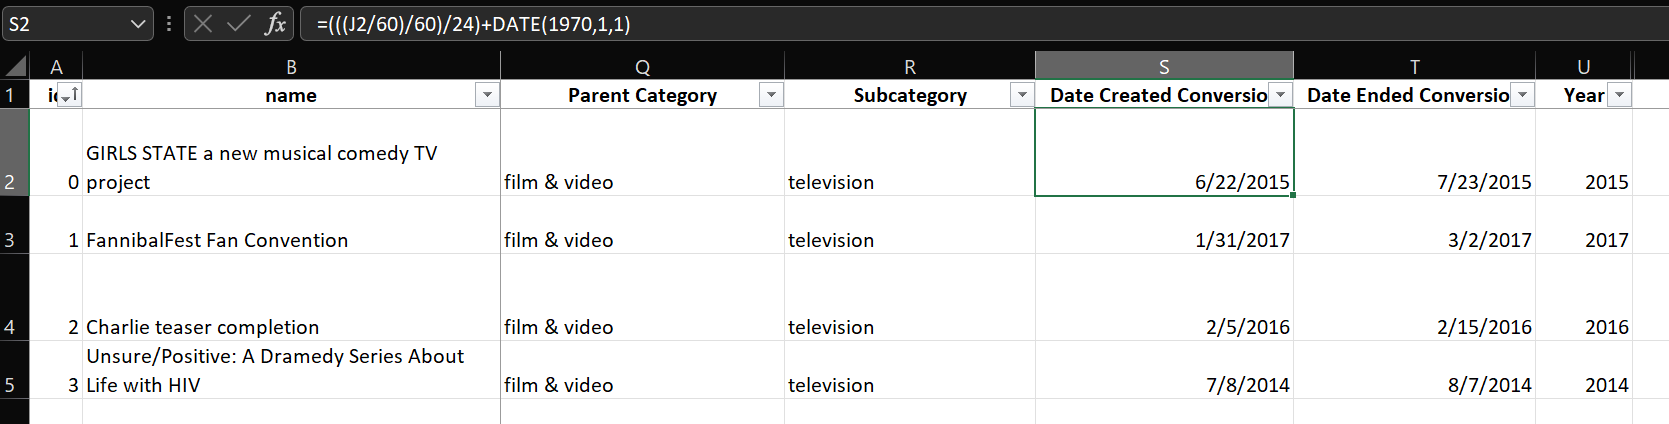 S2 fx =(((J2/60)/60)/24)+DATE(1970,1,1)
A B Q R S T U
1 id name Parent Category Subcategory Date Created Conversio Date Ended Conversio Year
GIRLS STATE a new musical comedy TV
2 0 project film & video television 6/22/2015 7/23/2015 2015
3 1 FannibalFest Fan Convention film & video television 1/31/2017 3/2/2017 2017
4 2 Charlie teaser completion film & video television 2/5/2016 2/15/2016 2016
Unsure/Positive: A Dramedy Series About
5 3 Life with HIV film & video television 7/8/2014 8/7/2014 2014